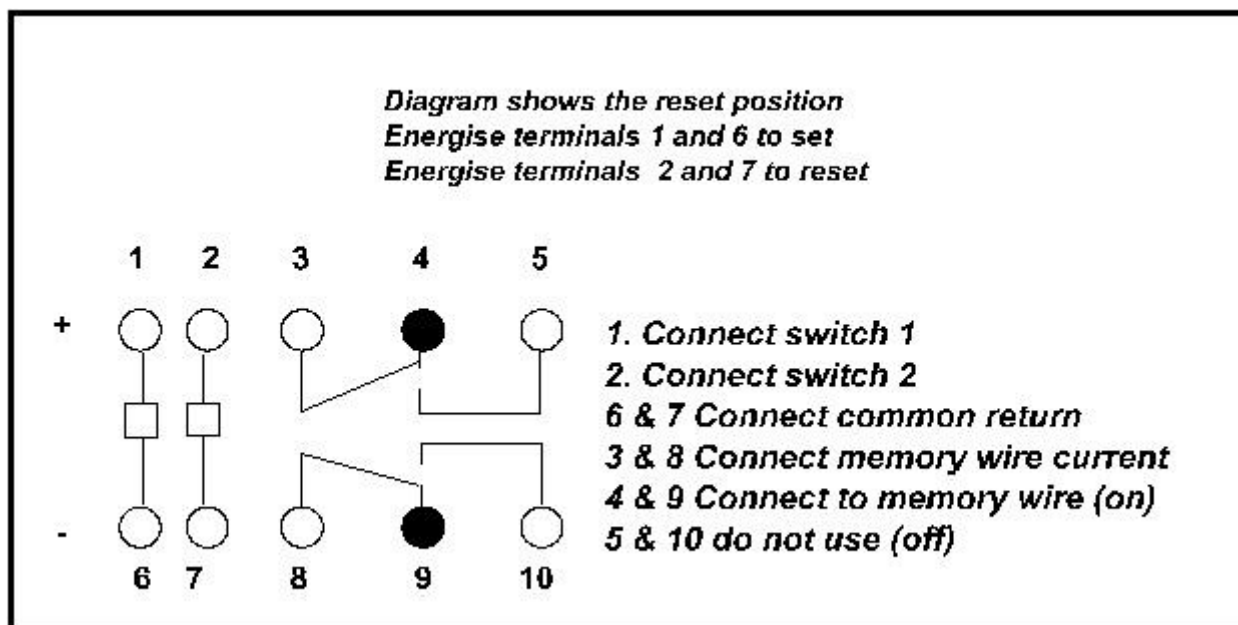 Diagram shows the reset position
Energise terminals 1 and 6 to set
Energise terminals 2 and 7 to reset
1 2 3 4 5
+
1. Connect switch 1
2. Connect switch 2
6 & 7 Connect common return
3 & 8 Connect memory wire current
4 & 9 Connect to memory wire (on)
- 5 & 10 do not use (off)
6 7 8 9 10